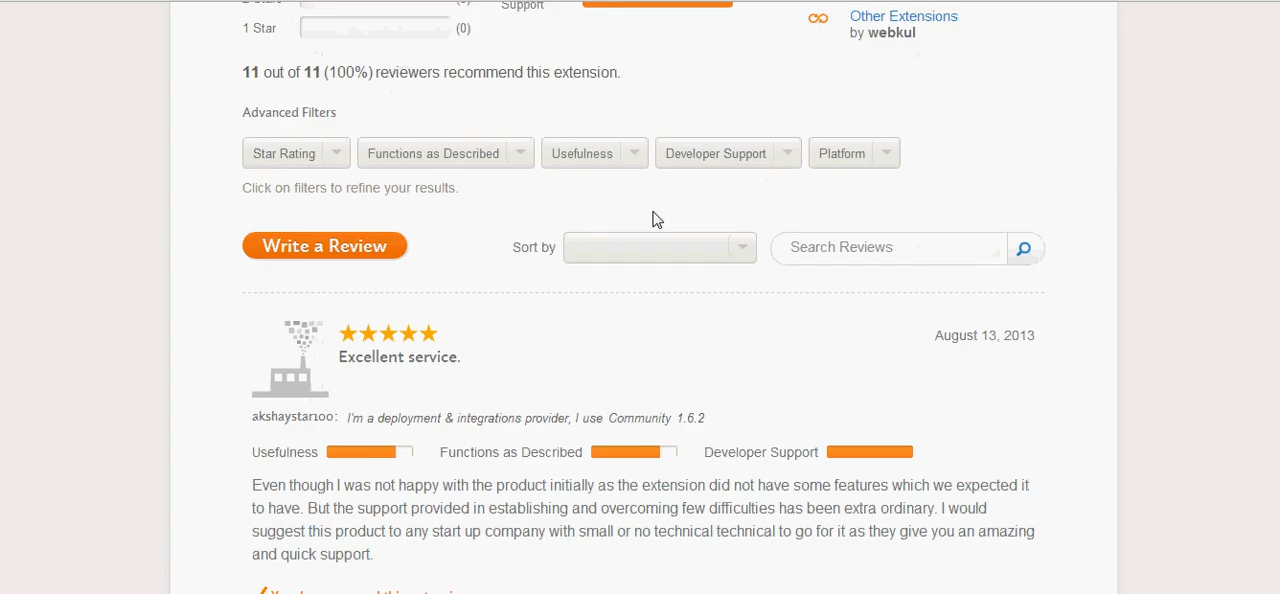 Support
1 Star (0)
Other Extensions
by webkul
11 out of 11 (100%) reviewers recommend this extension.
Advanced Filters
Star Rating Functions as Described Usefulness Developer Support Platform
Click on filters to refine your results.
Write a Review Sort by Search Reviews
August 13, 2013
Excellent service.
akshaystar100: I'm a deployment & integrations provider, I use Community 1.6.2
Usefulness Functions as Described Developer Support
Even though I was not happy with the product initially as the extension did not have some features which we expected it
to have. But the support provided in establishing and overcoming few difficulties has been extra ordinary. I would
suggest this product to any start up company with small or no technical technical to go for it as they give you an amazing
and quick support.